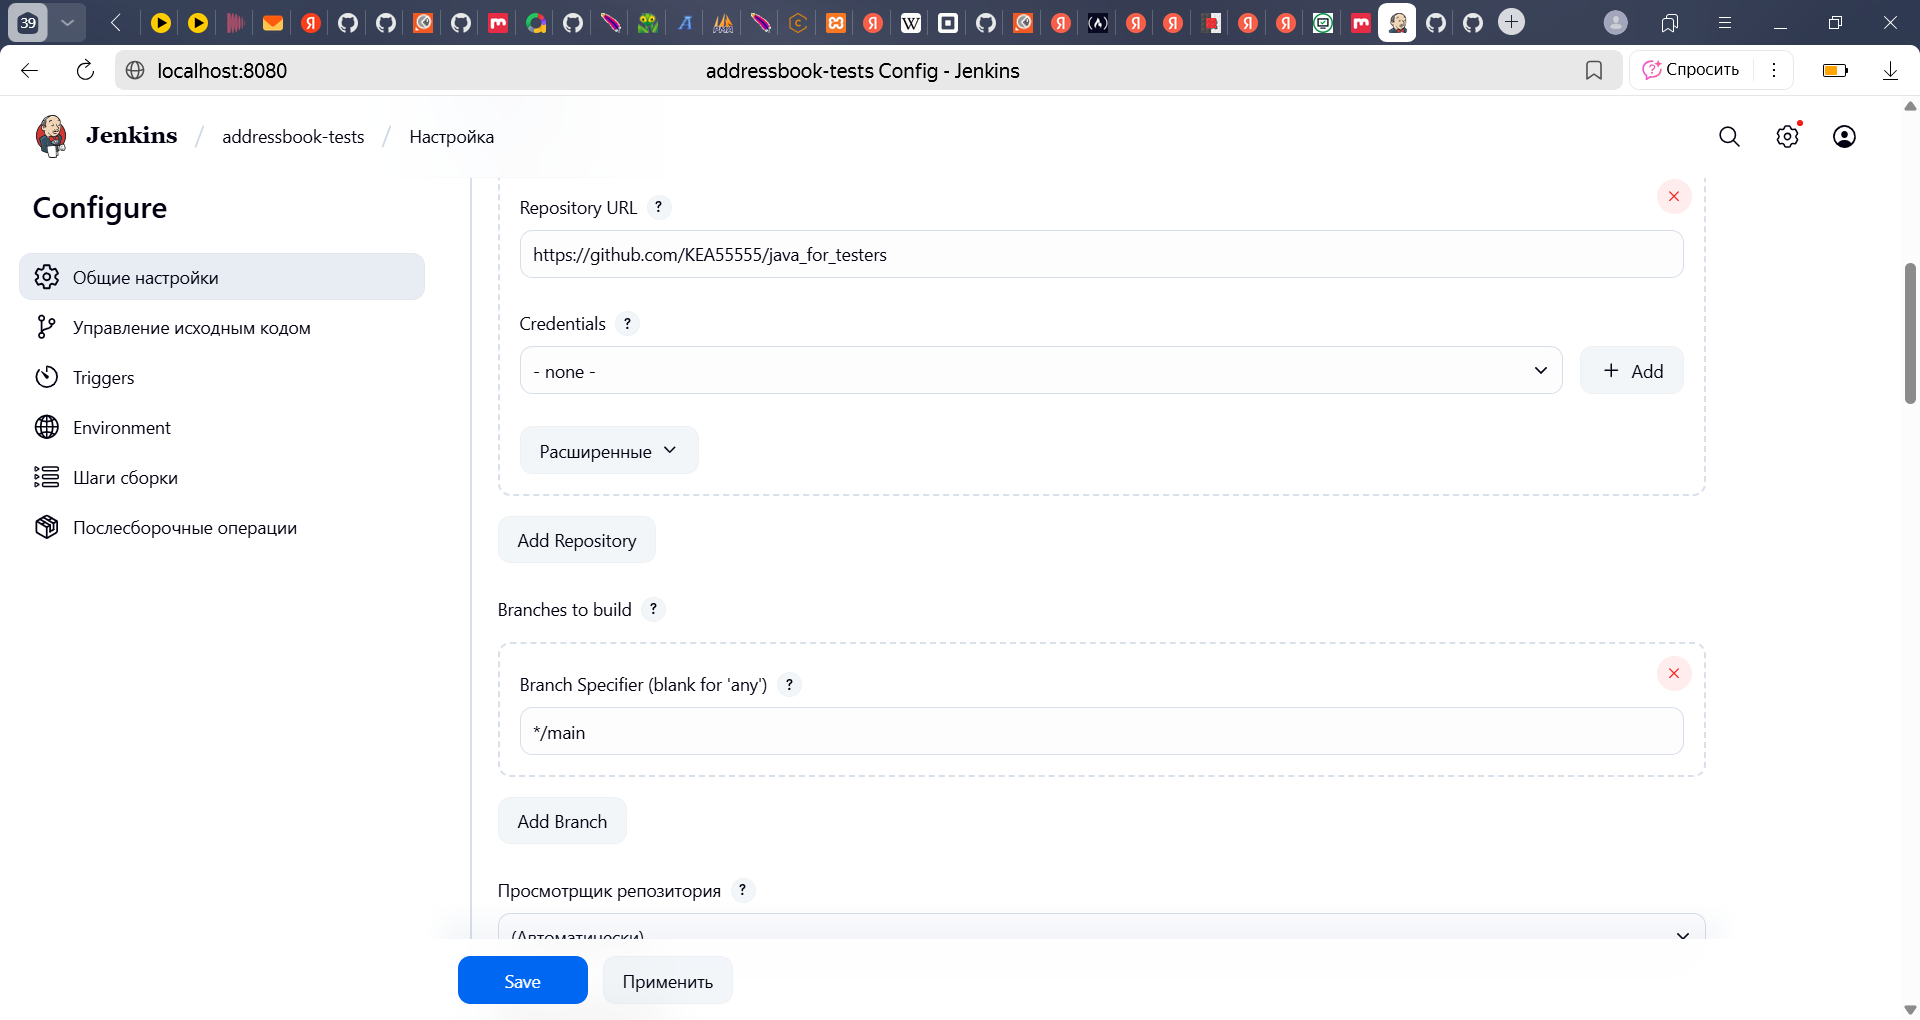 39
localhost:8080
addressbook-tests Config - Jenkins
Спросить
Jenkins / addressbook-tests / Настройка
Configure
Общие настройки
Управление исходным кодом
Triggers
Environment
Шаги сборки
Послесборочные операции
Repository URL ?
https://github.com/KEA55555/java_for_testers
Credentials ?
- none -
+ Add
Расширенные
Add Repository
Branches to build ?
Branch Specifier (blank for 'any') ?
*/main
Add Branch
Просмотрщик репозитория ?
(Автоматически)
Save
Применить